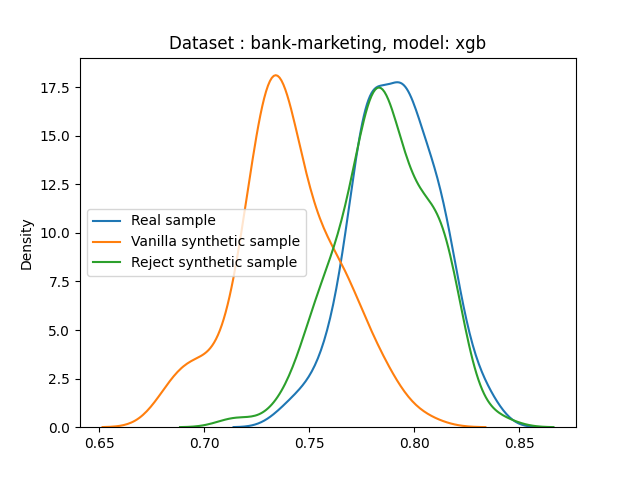 Dataset : bank-marketing, model: xgb
Density
17.5
15.0
12.5
10.0
7.5
5.0
2.5
0.0
Real sample
Vanilla synthetic sample
Reject synthetic sample
0.65 0.70 0.75 0.80 0.85